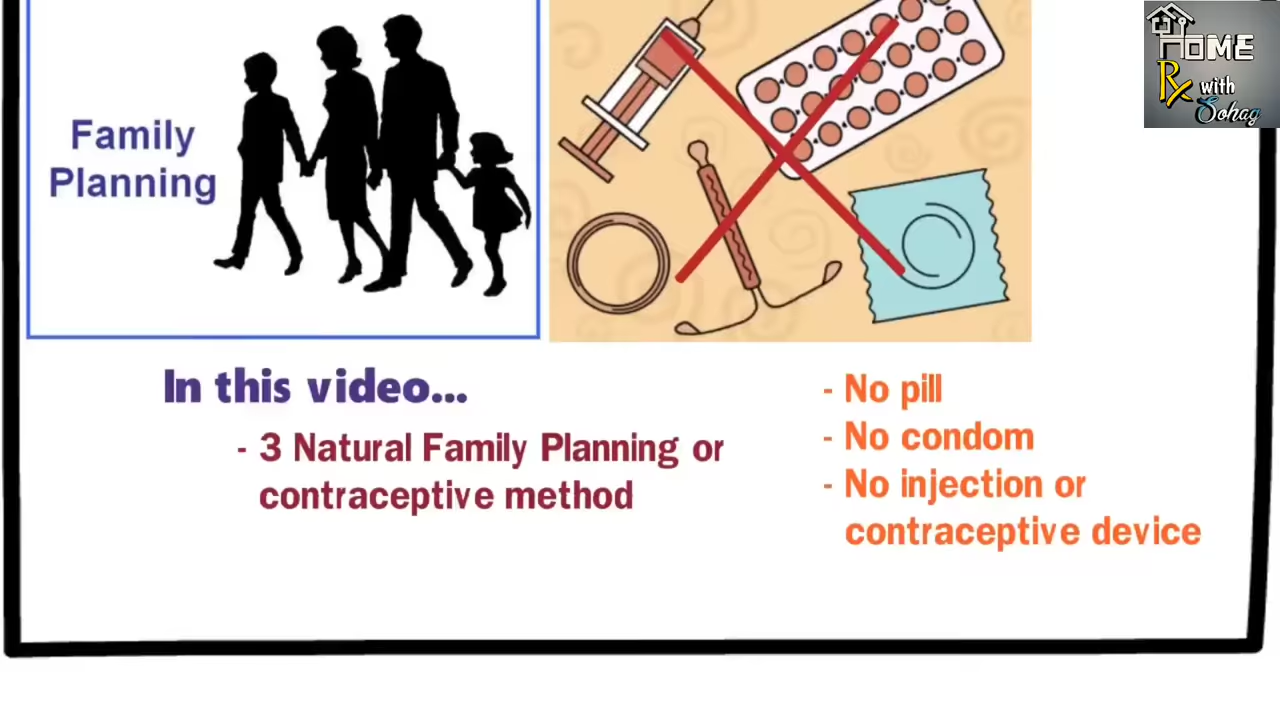 HOME
Rx with
Sohag
Family
Planning
In this video...
- 3 Natural Family Planning or
contraceptive method
- No pill
- No condom
- No injection or
contraceptive device